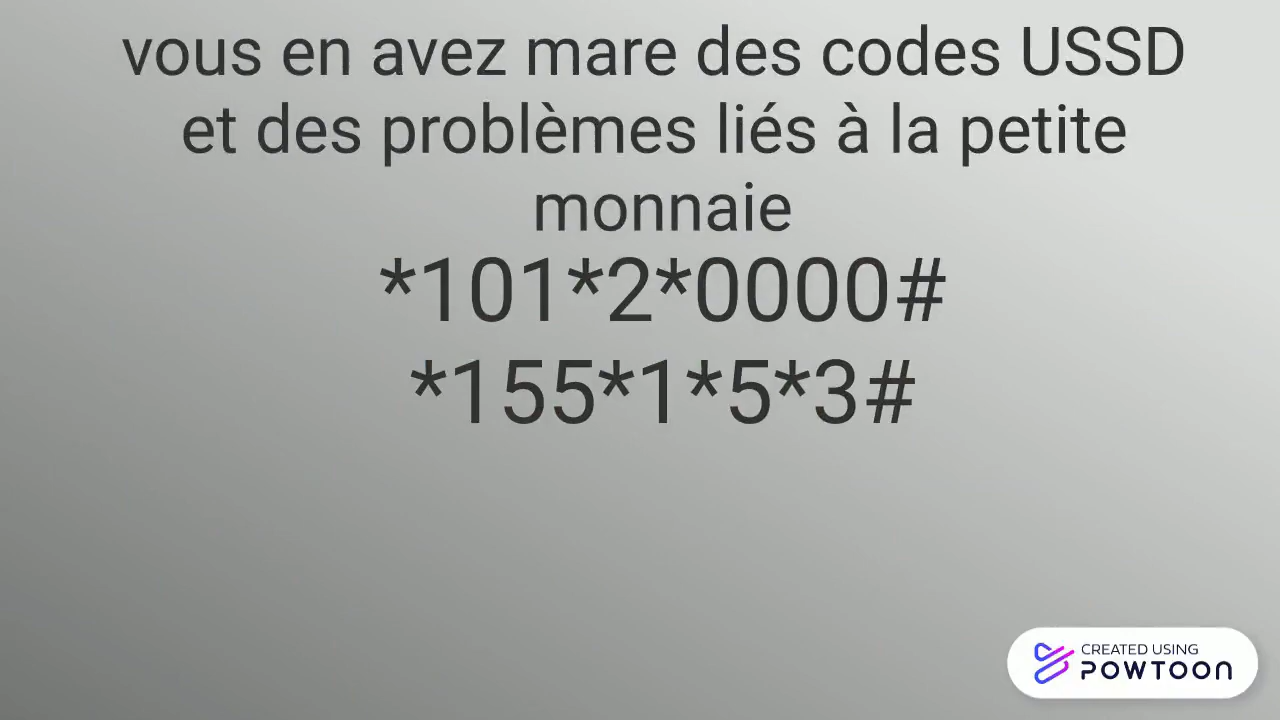 vous en avez mare des codes USSD
et des problèmes liés à la petite
monnaie
*101*2*0000#
*155*1*5*3#
CREATED USING
POWTOON